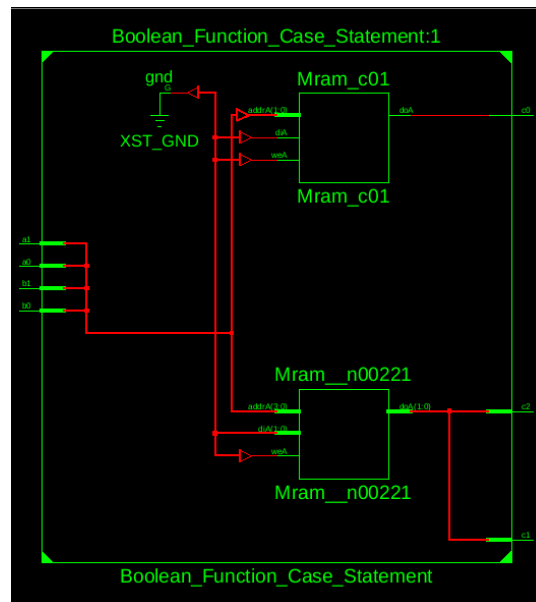 Boolean_Function_Case_Statement:1
gnd
G
XST_GND
Mram_c01
addrA(1:0)
diA
weA
doA
c0
Mram_c01
a1
a0
b1
b0
Mram__n00221
addrA(3:0)
diA(1:0)
weA
doA(1:0)
c2
c1
Mram__n00221
Boolean_Function_Case_Statement